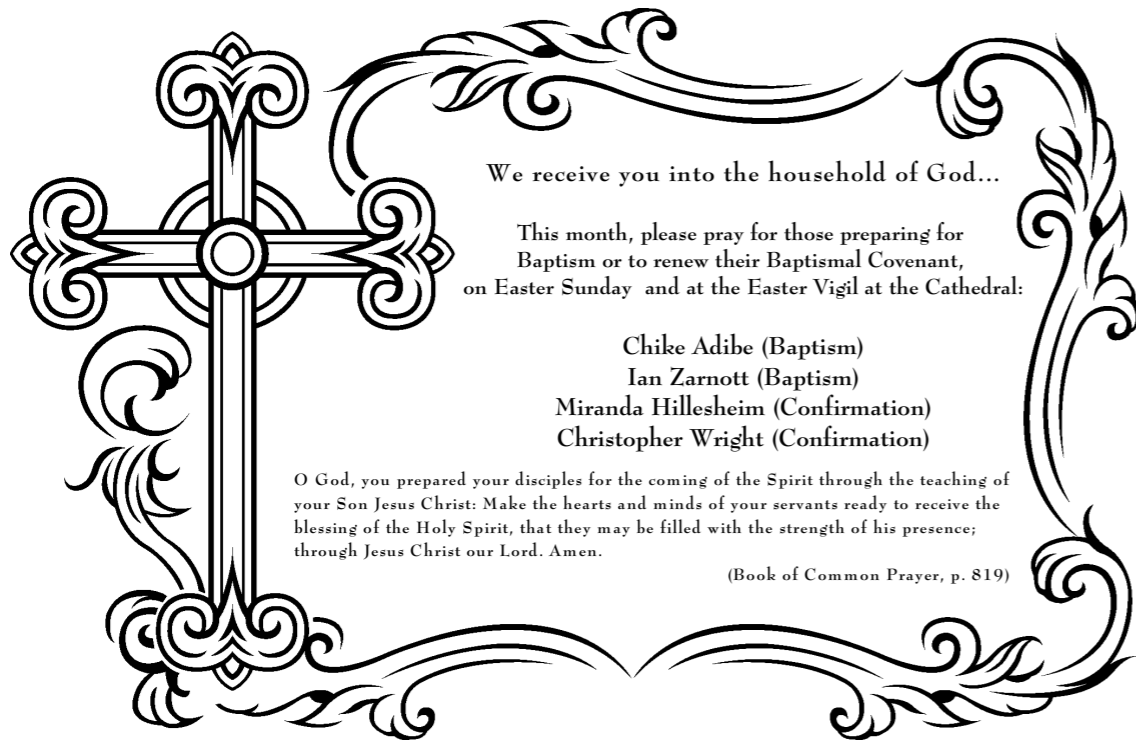 We receive you into the household of God...
This month, please pray for those preparing for
Baptism or to renew their Baptismal Covenant,
on Easter Sunday and at the Easter Vigil at the Cathedral:
Chike Adibe (Baptism)
Ian Zarnott (Baptism)
Miranda Hillesheim (Confirmation)
Christopher Wright (Confirmation)
O God, you prepared your disciples for the coming of the Spirit through the teaching of
your Son Jesus Christ: Make the hearts and minds of your servants ready to receive the
blessing of the Holy Spirit, that they may be filled with the strength of his presence;
through Jesus Christ our Lord. Amen.
(Book of Common Prayer, p. 819)